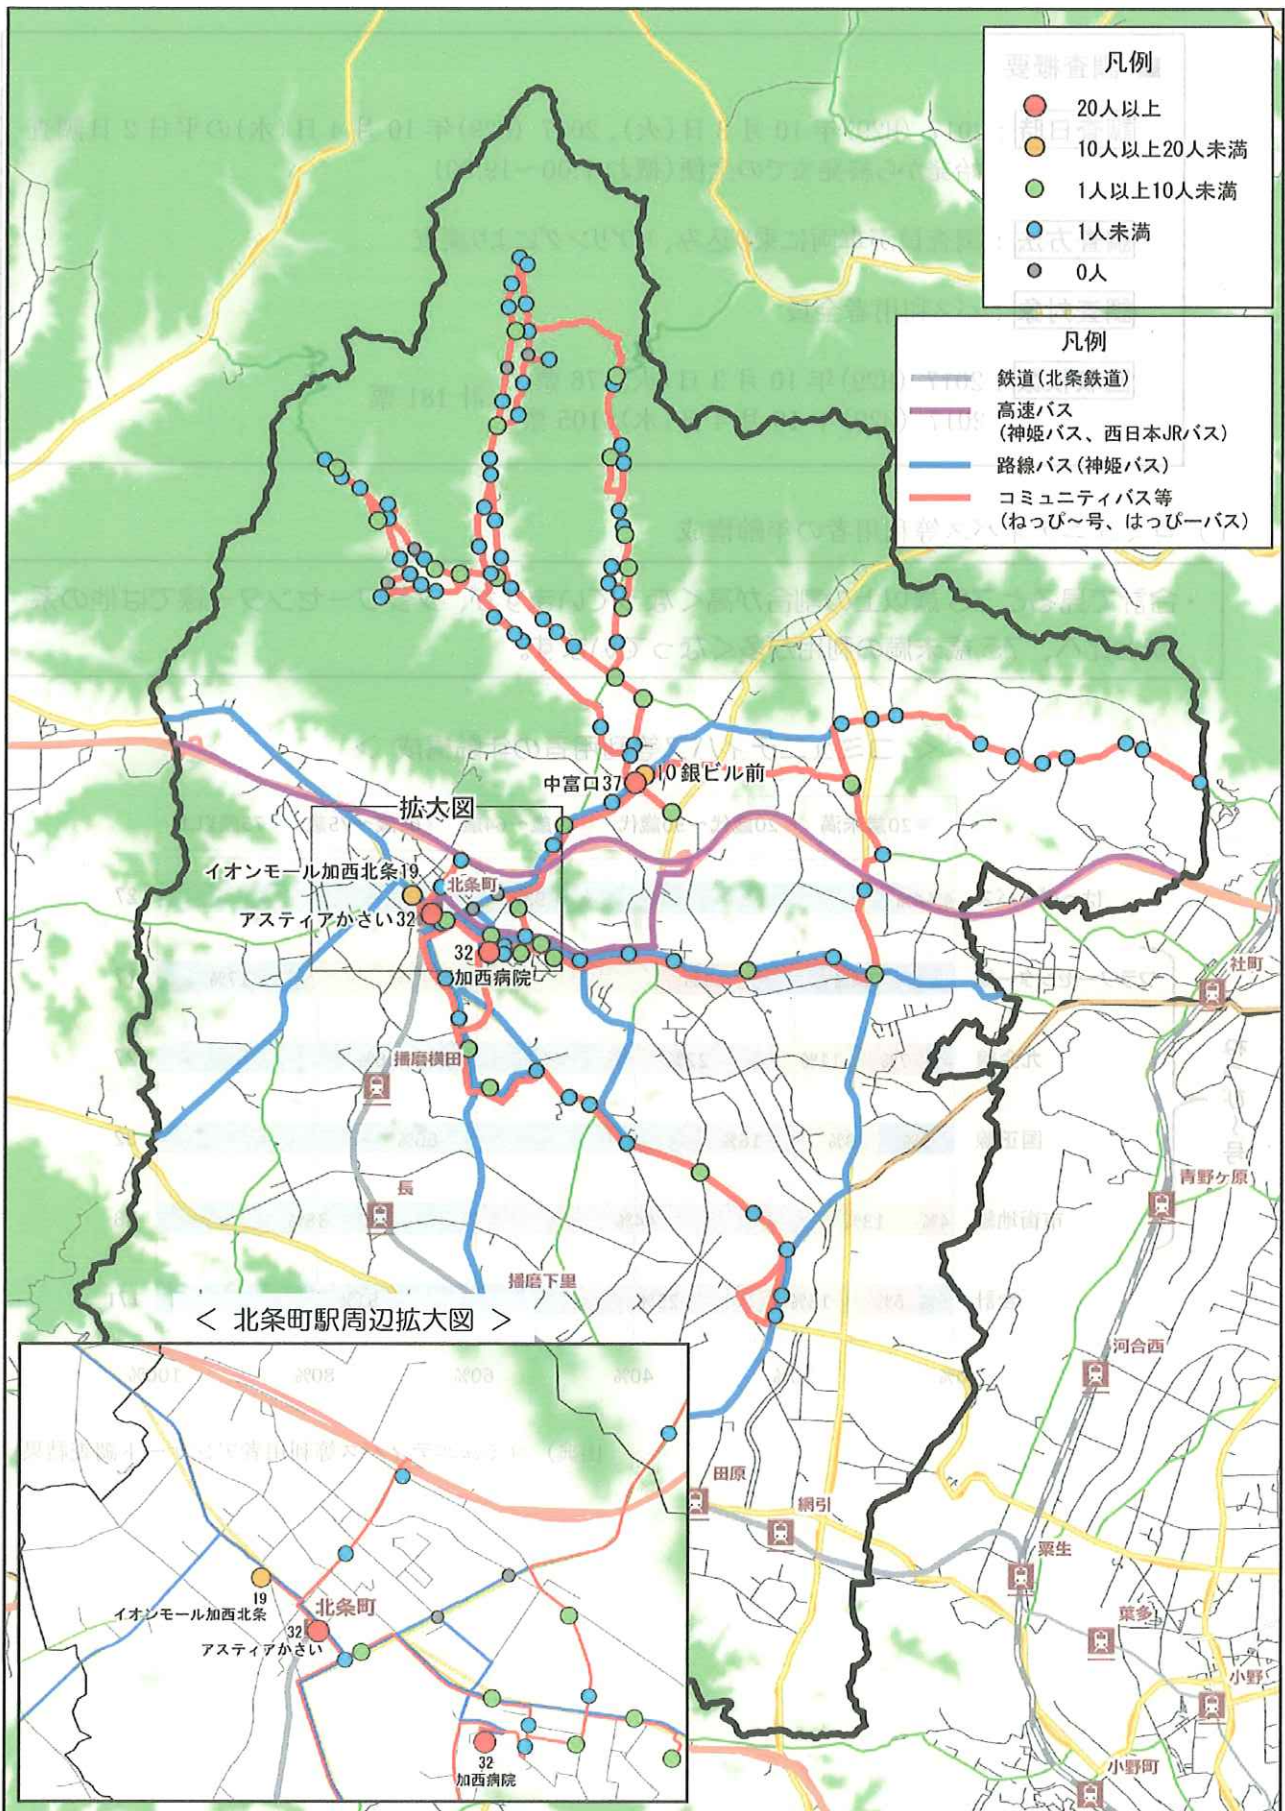 凡例
20人以上
10人以上20人未満
1人以上10人未満
1人未満
0人
凡例
鉄道(北条鉄道)
高速バス
(神姫バス、西日本JRバス)
路線バス(神姫バス)
コミュニティバス等
(ねっぴ～号、はっぴーバス)
中富口37
10銀ビル前
拡大図
イオンモール加西北条19
北条町
アスティアかさい32
32
加西病院
社町
播磨横田
長
青野ヶ原
播磨下里
< 北条町駅周辺拡大図 >
河合西
田原
網引
粟生
葉多
小野
小野町
19
イオンモール加西北条
北条町
32
アスティアかさい
32
加西病院